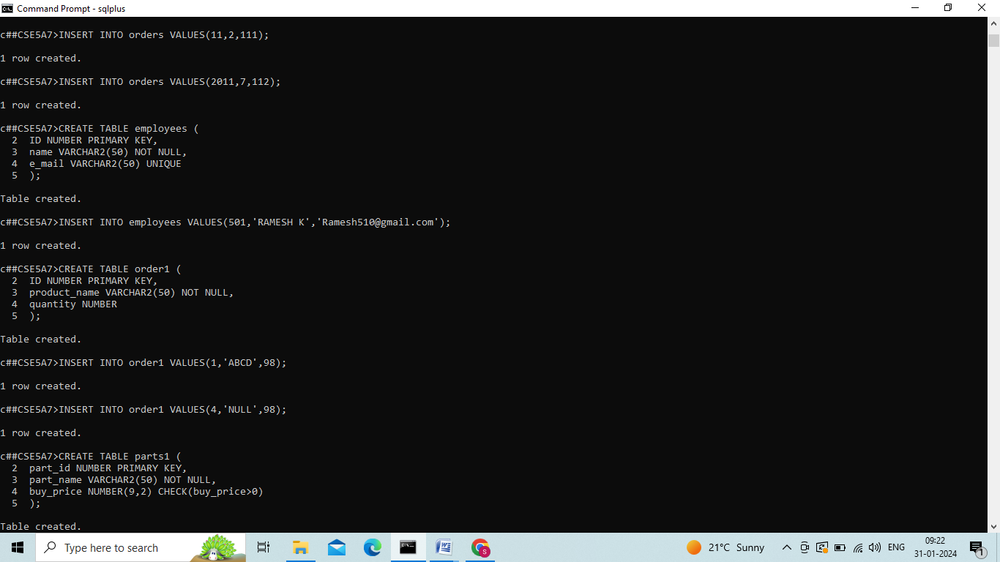 Command Prompt - sqlplus
c##CSE5A7>INSERT INTO orders VALUES(11,2,111);
1 row created.
c##CSE5A7>INSERT INTO orders VALUES(2011,7,112);
1 row created.
c##CSE5A7>CREATE TABLE employees (
  2  ID NUMBER PRIMARY KEY,
  3  name VARCHAR2(50) NOT NULL,
  4  e_mail VARCHAR2(50) UNIQUE
  5  );
Table created.
c##CSE5A7>INSERT INTO employees VALUES(501,'RAMESH K','Ramesh510@gmail.com');
1 row created.
c##CSE5A7>CREATE TABLE order1 (
  2  ID NUMBER PRIMARY KEY,
  3  product_name VARCHAR2(50) NOT NULL,
  4  quantity NUMBER
  5  );
Table created.
c##CSE5A7>INSERT INTO order1 VALUES(1,'ABCD',98);
1 row created.
c##CSE5A7>INSERT INTO order1 VALUES(4,'NULL',98);
1 row created.
c##CSE5A7>CREATE TABLE parts1 (
  2  part_id NUMBER PRIMARY KEY,
  3  part_name VARCHAR2(50) NOT NULL,
  4  buy_price NUMBER(9,2) CHECK(buy_price>0)
  5  );
Table created.
Type here to search
21°C Sunny
ENG
09:22
31-01-2024
1